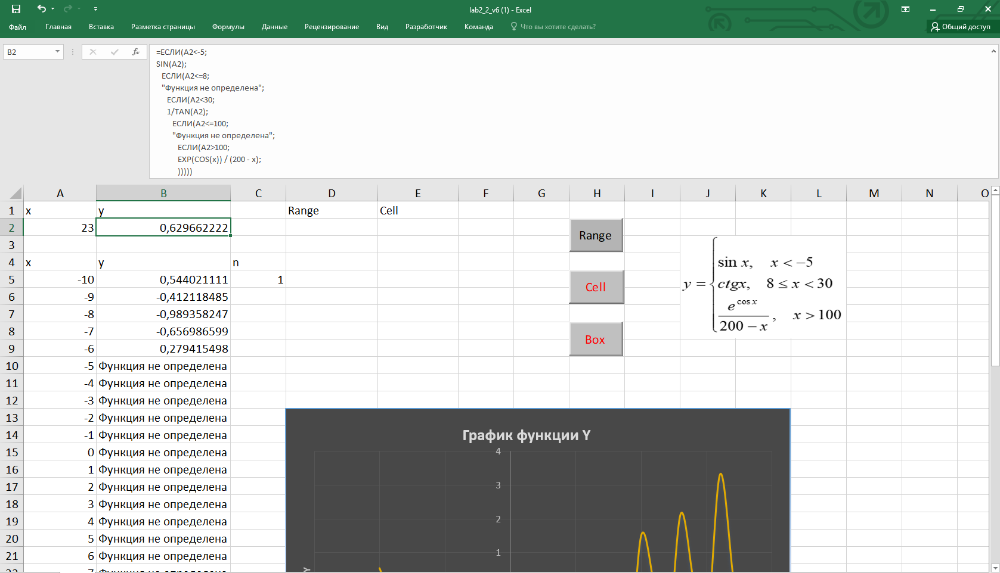 lab2_2_v6 (1) - Excel
Файл Главная Вставка Разметка страницы Формулы Данные Рецензирование Вид Разработчик Команда Что вы хотите сделать? Общий доступ
B2 fx
=ЕСЛИ(A2<-5;
SIN(A2);
ЕСЛИ(A2<=8;
"Функция не определена";
ЕСЛИ(A2<30;
1/TAN(A2);
ЕСЛИ(A2<=100;
"Функция не определена";
ЕСЛИ(A2>100;
EXP(COS(x)) / (200 - x);
)))))
A B C D E F G H I J K L M N O
1 x y Range Cell
2 23 0,629662222
3
4 x y n
5 -10 0,544021111 1
6 -9 -0,412118485
7 -8 -0,989358247
8 -7 -0,656986599
9 -6 0,279415498
10 -5 Функция не определена
11 -4 Функция не определена
12 -3 Функция не определена
13 -2 Функция не определена
14 -1 Функция не определена
15 0 Функция не определена
16 1 Функция не определена
17 2 Функция не определена
18 3 Функция не определена
19 4 Функция не определена
20 5 Функция не определена
21 6 Функция не определена
Range
Cell
Box
sin x, x < −5
y = ctgx, 8 ≤ x < 30
e cos x
200 − x , x > 100
График функции Y
4
3
2
1
Y